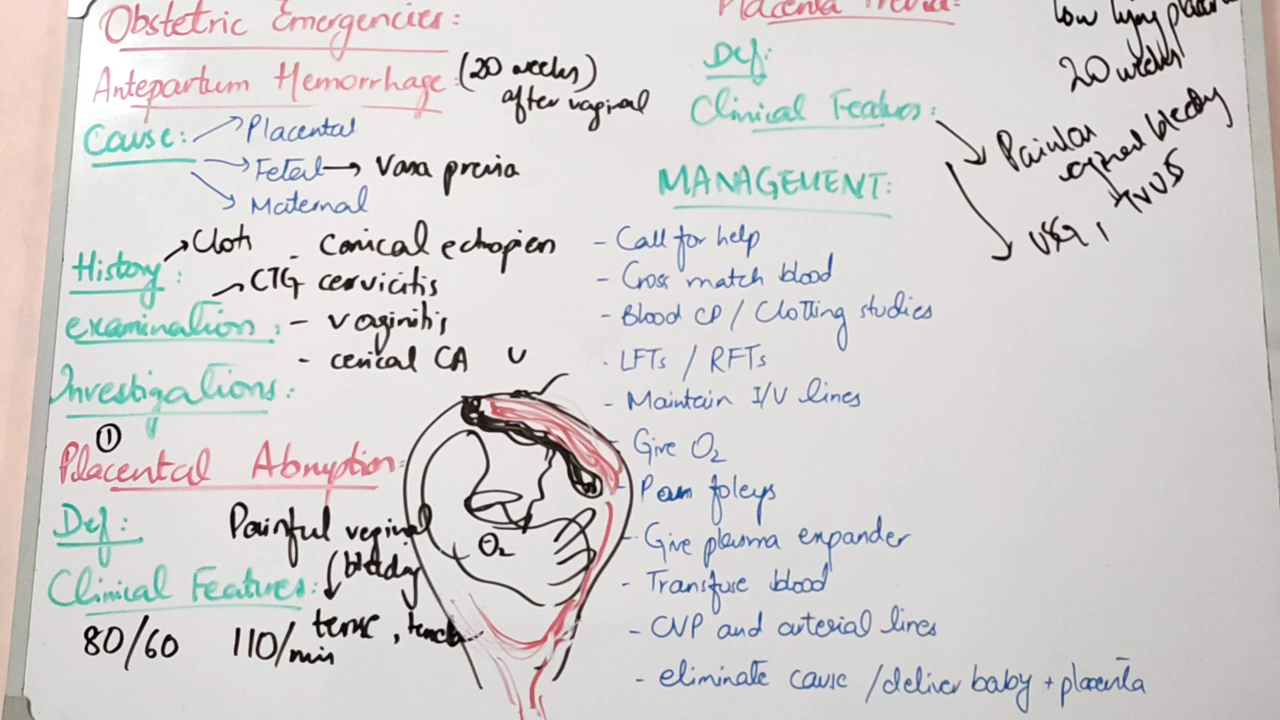 Obstetric Emergencies:
Antepartum Hemorrhage: (20 weeks)
after vaginal
Cause: Placental
Fetal → Vasa previa
Maternal
History: Clots
CTG
examination:
- cervical ectropion
cervicitis
- vaginitis
- cervical CA
Investigations:
①
Placental Abruption:
Def: Painful vaginal
bleeding
Clinical Features:
tense,
80/60 110/min
O₂
Placenta Previa:
low lying placenta
20 weeks
Def:
Clinical Features:
Painless
bleeding
USG, TVUS
MANAGEMENT:
- Call for help
- Cross match blood
- Blood CP / Clotting studies
- LFTs / RFTs
- Maintain I/V lines
Give O₂
- Pass foleys
- Give plasma expander
- Transfuse blood
- CVP and arterial lines
- eliminate cause /deliver baby + placenta